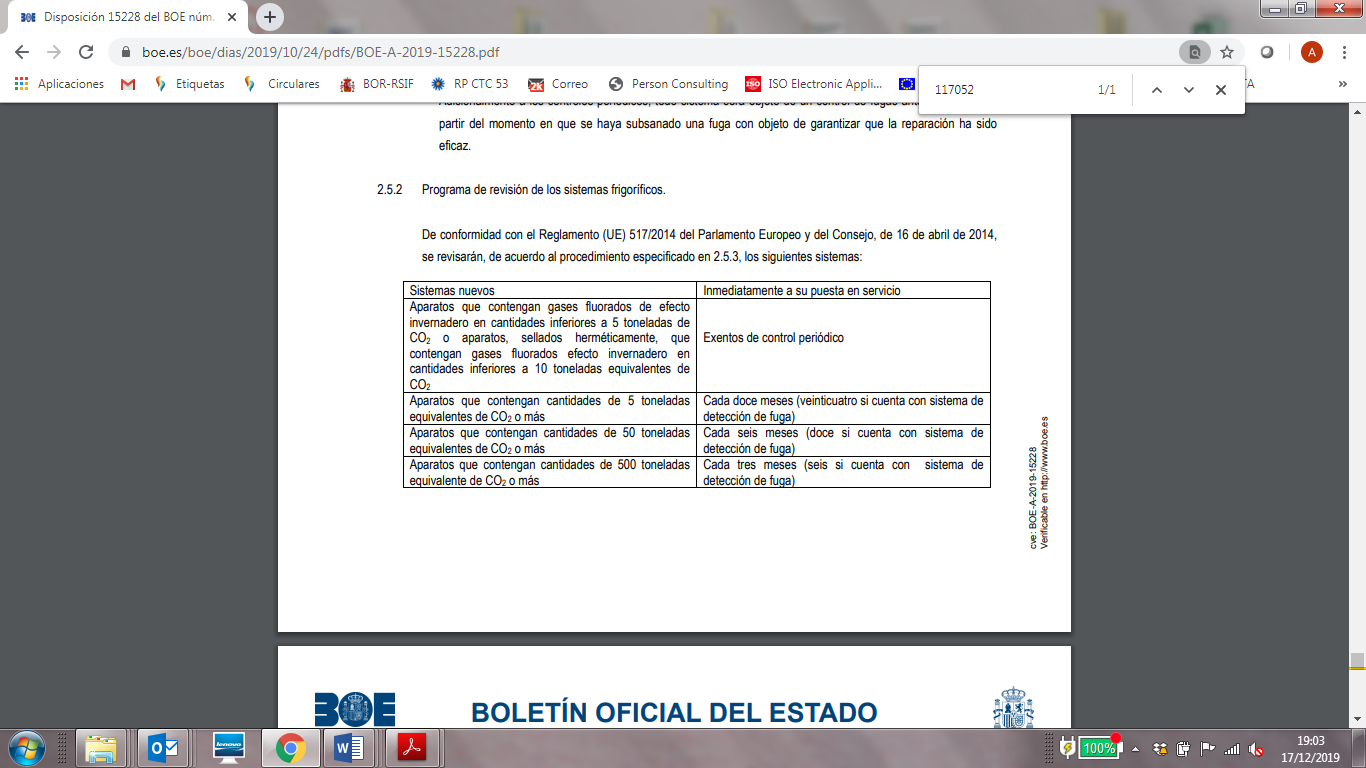 Disposición 15228 del BOE núm.
boe.es/boe/dias/2019/10/24/pdfs/BOE-A-2019-15228.pdf
A
Aplicaciones
Etiquetas
Circulares
BOR-RSIF
RP CTC 53
Correo
Person Consulting
ISO Electronic Appli...
TA
»
117052
1/1
partir del momento en que se haya subsanado una fuga con objeto de garantizar que la reparación ha sido
eficaz.
2.5.2 Programa de revisión de los sistemas frigoríficos.
De conformidad con el Reglamento (UE) 517/2014 del Parlamento Europeo y del Consejo, de 16 de abril de 2014,
se revisarán, de acuerdo al procedimiento especificado en 2.5.3, los siguientes sistemas:
Sistemas nuevos
Inmediatamente a su puesta en servicio
Aparatos que contengan gases fluorados de efecto
invernadero en cantidades inferiores a 5 toneladas de
CO2 o aparatos, sellados herméticamente, que
contengan gases fluorados efecto invernadero en
cantidades inferiores a 10 toneladas equivalentes de
CO2
Exentos de control periódico
Aparatos que contengan cantidades de 5 toneladas
equivalentes de CO2 o más
Cada doce meses (veinticuatro si cuenta con sistema de
detección de fuga)
Aparatos que contengan cantidades de 50 toneladas
equivalentes de CO2 o más
Cada seis meses (doce si cuenta con sistema de
detección de fuga)
Aparatos que contengan cantidades de 500 toneladas
equivalente de CO2 o más
Cada tres meses (seis si cuenta con sistema de
detección de fuga)
cve: BOE-A-2019-15228
Verificable en http://www.boe.es
BOE
BOLETÍN OFICIAL DEL ESTADO
lenovo
100%
19:03
17/12/2019